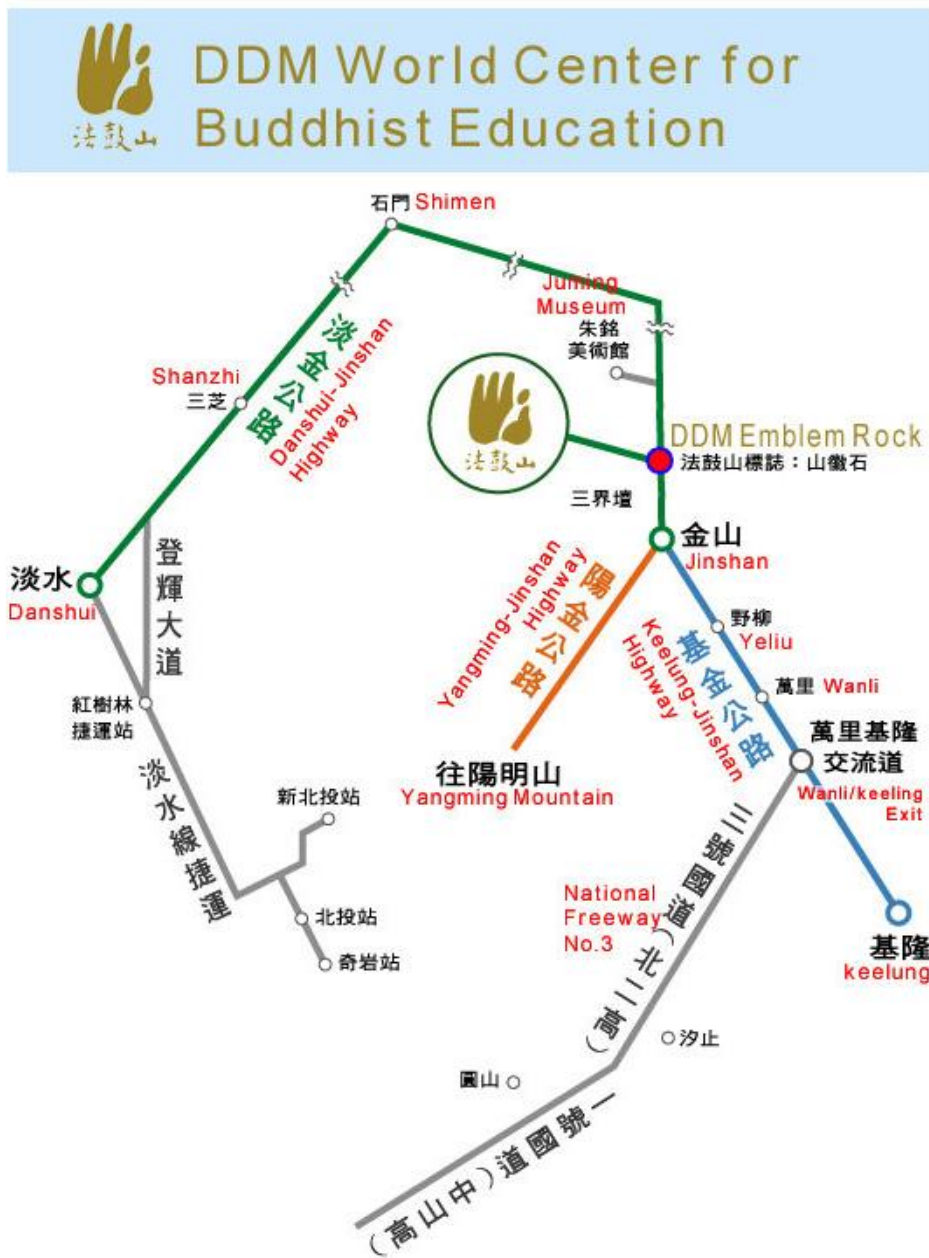 法鼓山
DDM World Center for
Buddhist Education
石門 Shimen
Juming
Museum
朱銘
美術館
淡金公路
Danshui-Jinshan
Highway
Shanzhi
三芝
法鼓山
DDM Emblem Rock
法鼓山標誌：山徽石
三界壇
金山
Jinshan
淡水
Danshui
登輝大道
陽金公路
Yangming-Jinshan
Highway
野柳
Yeliu
基金公路
Keelung-Jinshan
Highway
萬里 Wanli
紅樹林
捷運站
萬里基隆
交流道
Wanli/keeling
Exit
往陽明山
Yangming Mountain
淡水線捷運
新北投站
北投站
奇岩站
三號國道(北二高)
National
Freeway
No.3
基隆
keelung
汐止
圓山
一號國道(中山高)